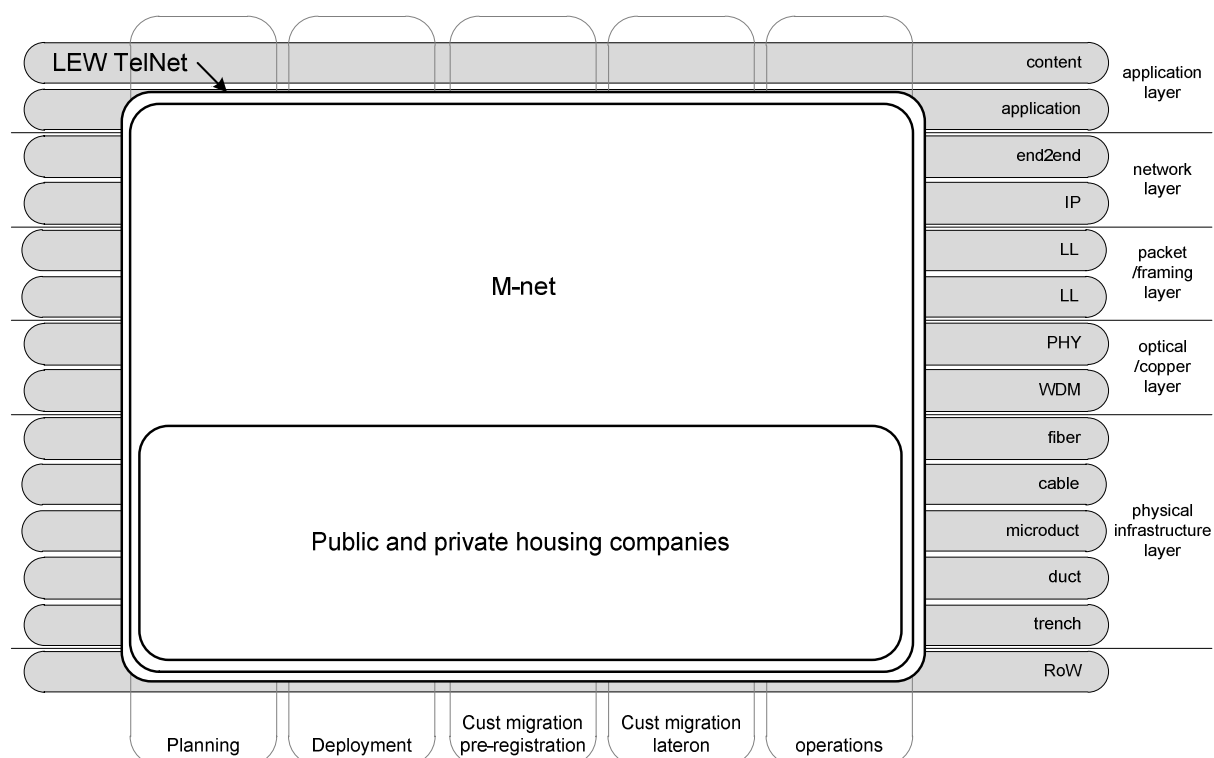 LEW TelNet
content
application
layer
application
end2end
network
layer
IP
LL
packet
/framing
layer
LL
M-net
PHY
optical
/copper
layer
WDM
fiber
cable
physical
infrastructure
layer
microduct
Public and private housing companies
duct
trench
RoW
Planning
Deployment
Cust migration
pre-registration
Cust migration
lateron
operations